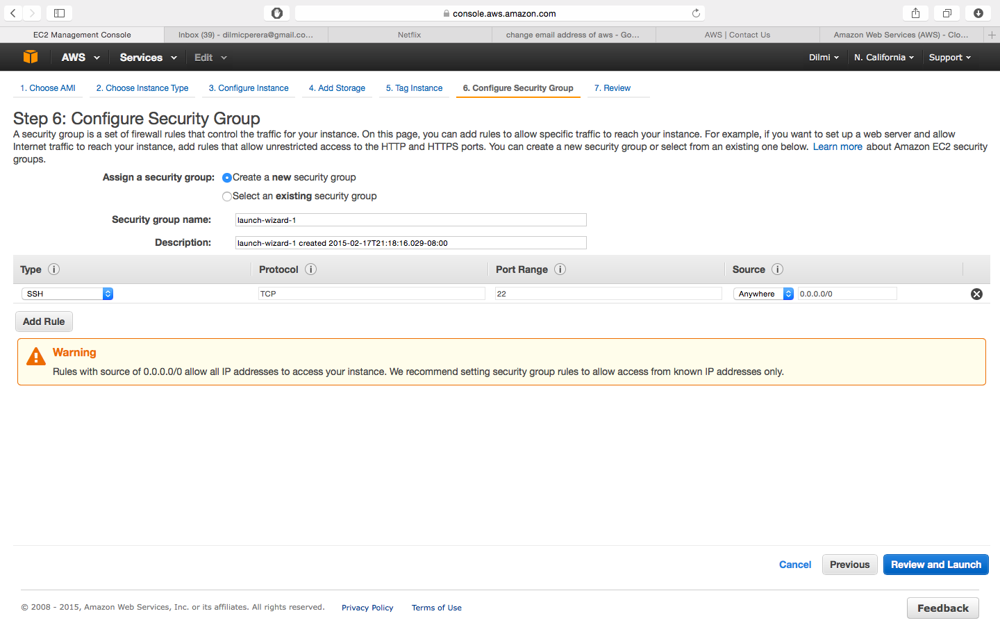 console.aws.amazon.com
EC2 Management Console
Inbox (39) - dilmicperera@gmail.co...
Netflix
change email address of aws - Go...
AWS | Contact Us
Amazon Web Services (AWS) - Clo...
AWS Services Edit
Dilmi N. California Support
1. Choose AMI 2. Choose Instance Type 3. Configure Instance 4. Add Storage 5. Tag Instance 6. Configure Security Group 7. Review
Step 6: Configure Security Group
A security group is a set of firewall rules that control the traffic for your instance. On this page, you can add rules to allow specific traffic to reach your instance. For example, if you want to set up a web server and allow
Internet traffic to reach your instance, add rules that allow unrestricted access to the HTTP and HTTPS ports. You can create a new security group or select from an existing one below. Learn more about Amazon EC2 security
groups.
Assign a security group: Create a new security group
Select an existing security group
Security group name: launch-wizard-1
Description: launch-wizard-1 created 2015-02-17T21:18:16.029-08:00
Type i Protocol i Port Range i Source i
SSH TCP 22 Anywhere 0.0.0.0/0
Add Rule
Warning
Rules with source of 0.0.0.0/0 allow all IP addresses to access your instance. We recommend setting security group rules to allow access from known IP addresses only.
Cancel Previous Review and Launch
© 2008 - 2015, Amazon Web Services, Inc. or its affiliates. All rights reserved. Privacy Policy Terms of Use
Feedback